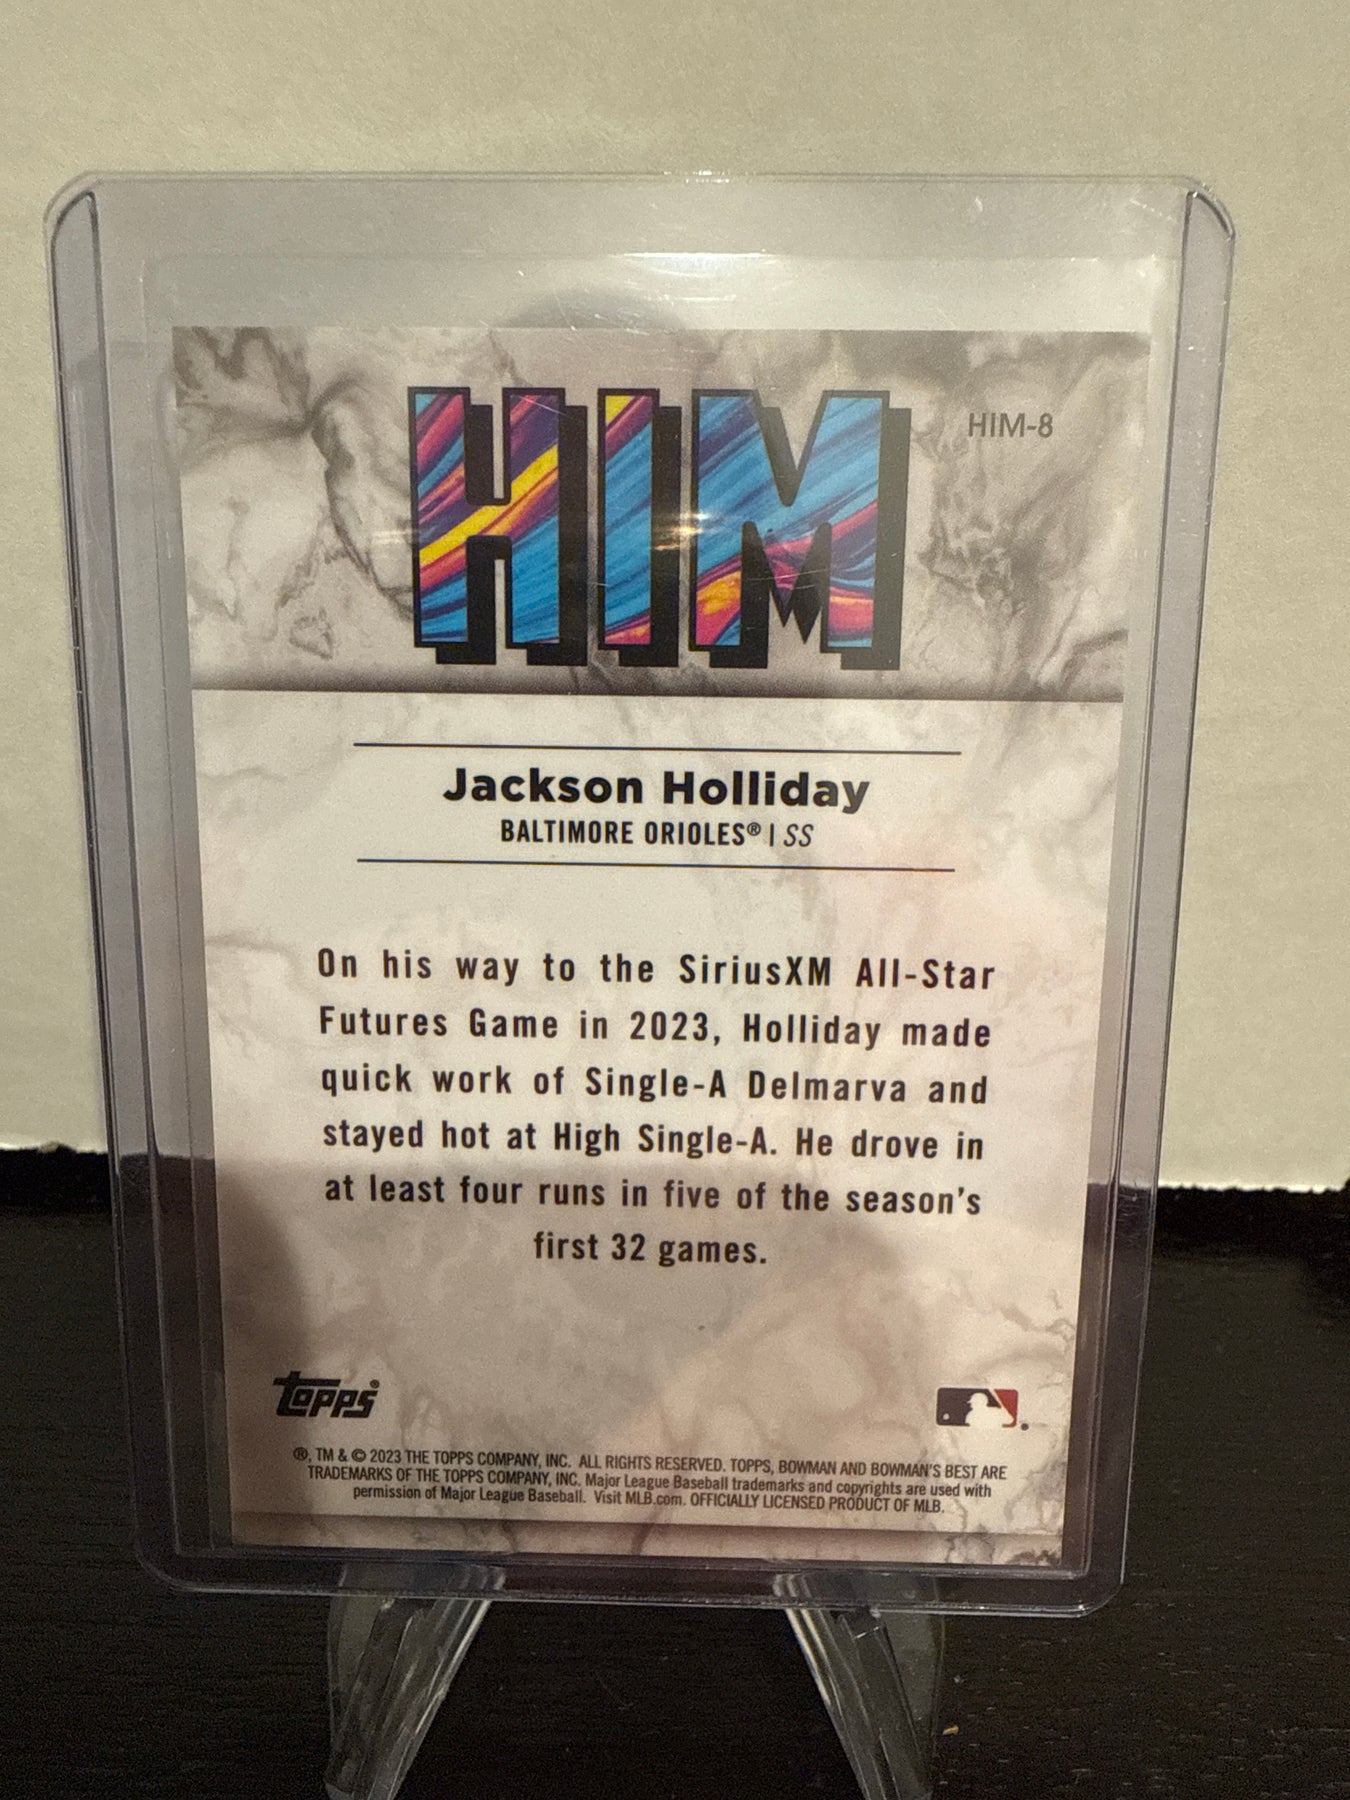 HIM
HIM-8
Jackson Holliday
BALTIMORE ORIOLES® | SS
On his way to the SiriusXM All-Star
Futures Game in 2023, Holliday made
quick work of Single-A Delmarva and
stayed hot at High Single-A. He drove in
at least four runs in five of the season's
first 32 games.
Topps®
®, TM & © 2023 THE TOPPS COMPANY, INC. ALL RIGHTS RESERVED. TOPPS, BOWMAN AND BOWMAN'S BEST ARE
TRADEMARKS OF THE TOPPS COMPANY, INC. Major League Baseball trademarks and copyrights are used with
permission of Major League Baseball. Visit MLB.com. OFFICIALLY LICENSED PRODUCT OF MLB.